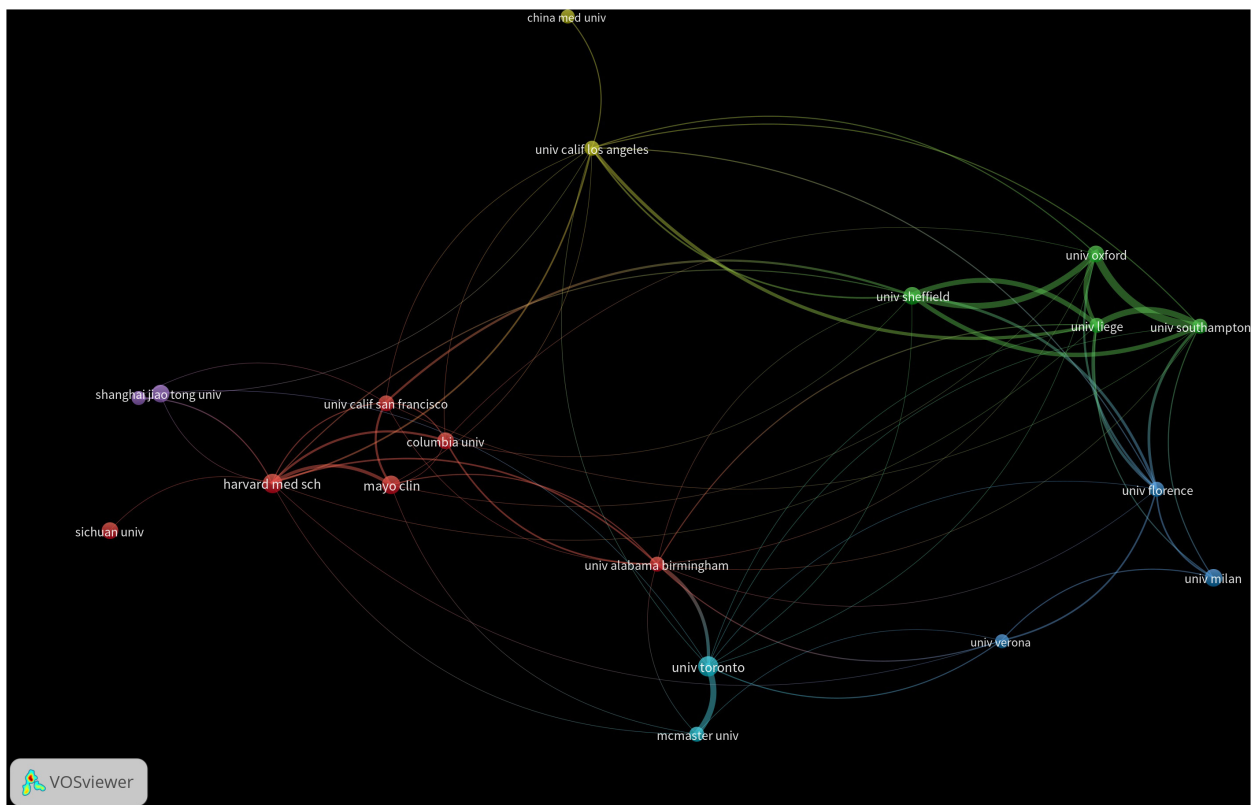 china med univ
univ calif los angeles
univ oxford
univ sheffield
univ liege
univ southampton
shanghai jiao tong univ
univ calif san francisco
columbia univ
harvard med sch
mayo clin
univ florence
sichuan univ
univ alabama birmingham
univ milan
univ verona
univ toronto
mcmaster univ
VOSviewer